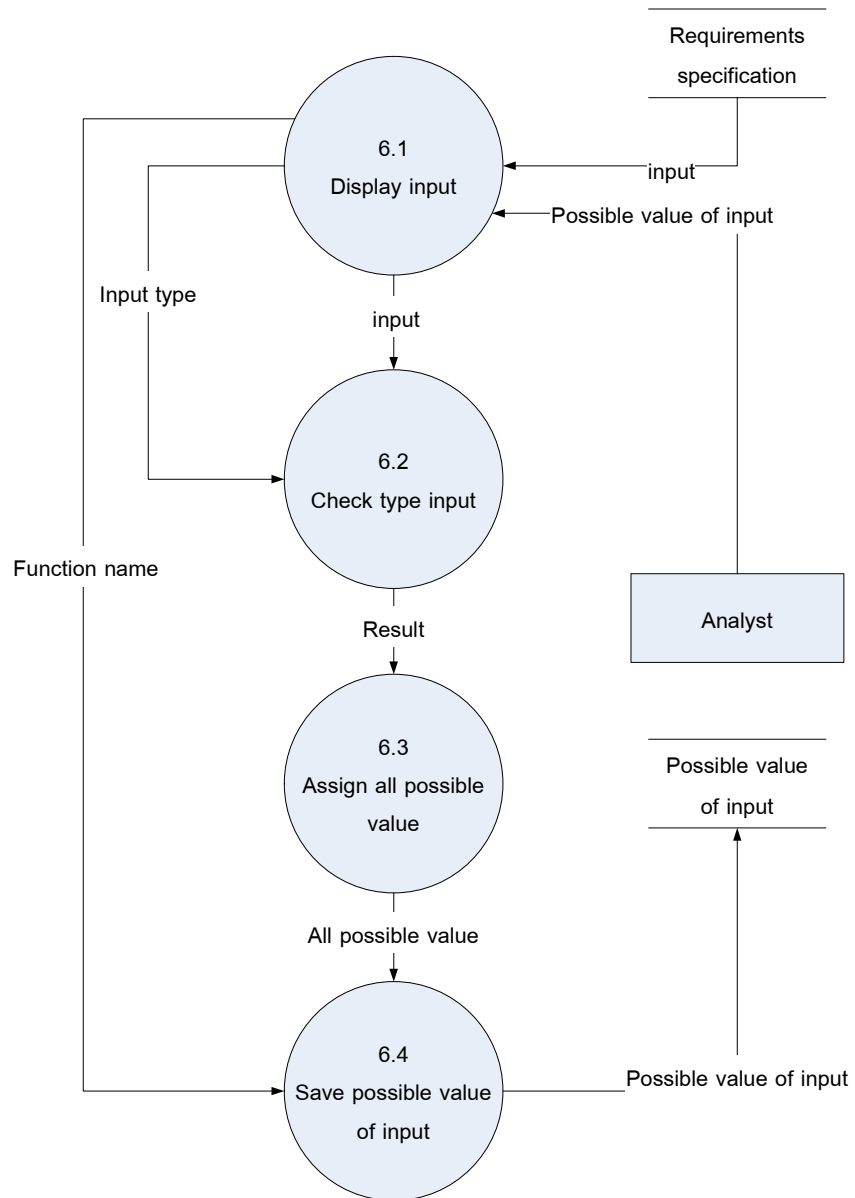 Requirements
specification
6.1
Display input
input
Possible value of input
Input type
input
6.2
Check type input
Function name
Analyst
Result
6.3
Assign all possible
value
Possible value
of input
All possible value
6.4
Save possible value
of input
Possible value of input